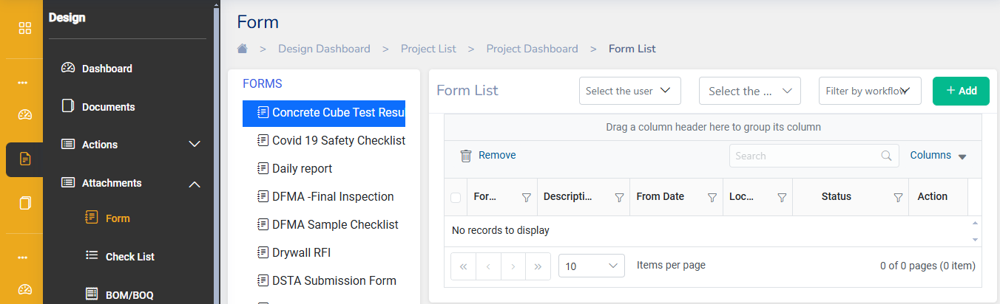 Design
Dashboard
Documents
Actions
Attachments
Form
Check List
BOM/BOQ
Form
> Design Dashboard > Project List > Project Dashboard > Form List
FORMS
Concrete Cube Test Resu
Covid 19 Safety Checklist
Daily report
DFMA -Final Inspection
DFMA Sample Checklist
Drywall RFI
DSTA Submission Form
Form List
Select the user
Select the ...
Filter by workflow
+ Add
Drag a column header here to group its column
Remove
Search
Columns
For...
Descripti...
From Date
Loc...
Status
Action
No records to display
« ‹ › »
10
Items per page
0 of 0 pages (0 item)